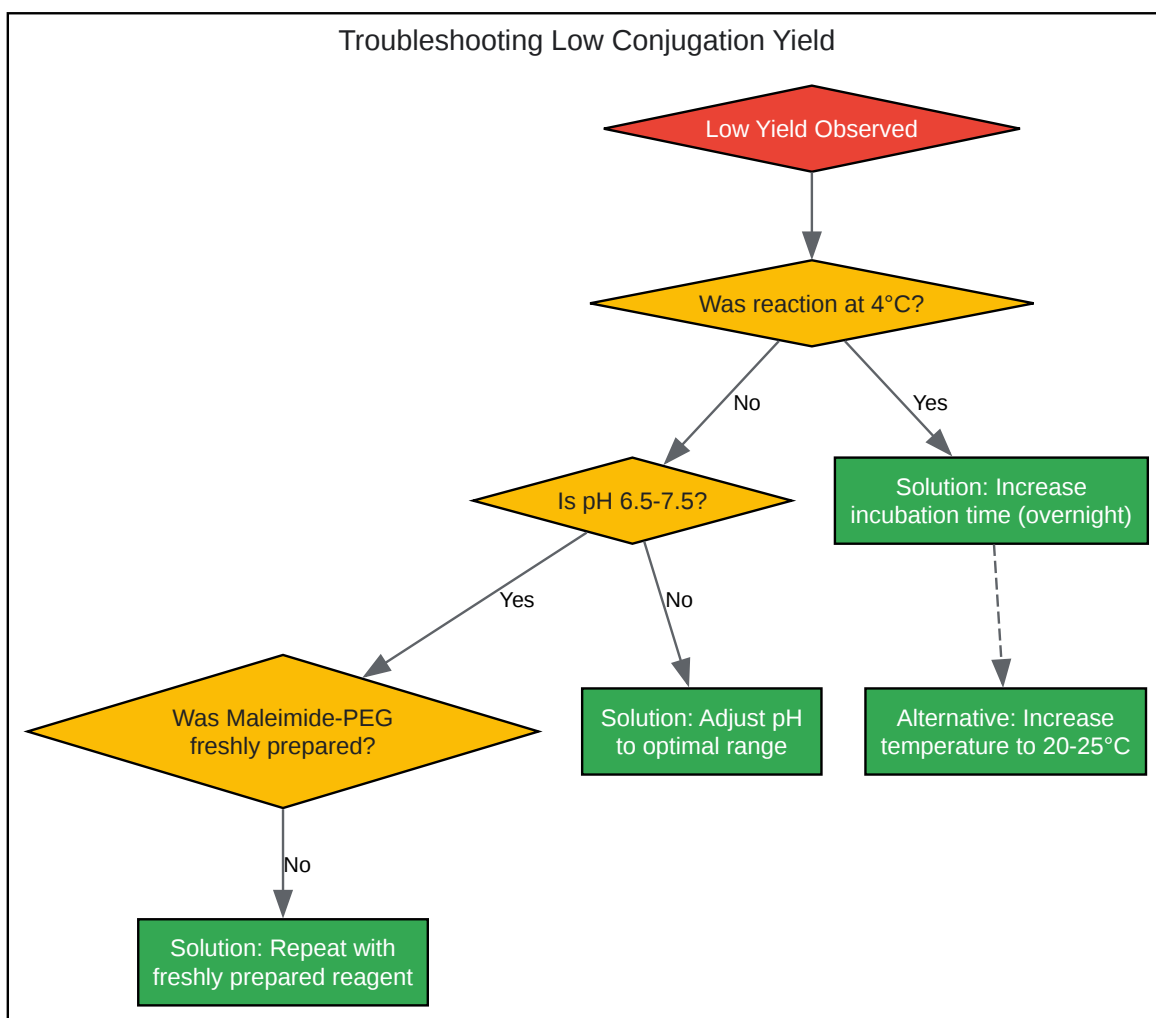 Troubleshooting Low Conjugation Yield
Low Yield Observed
Was reaction at 4°C?
No
Yes
Is pH 6.5-7.5?
Solution: Increase
incubation time (overnight)
Yes
No
Was Maleimide-PEG
freshly prepared?
Solution: Adjust pH
to optimal range
Alternative: Increase
temperature to 20-25°C
No
Solution: Repeat with
freshly prepared reagent